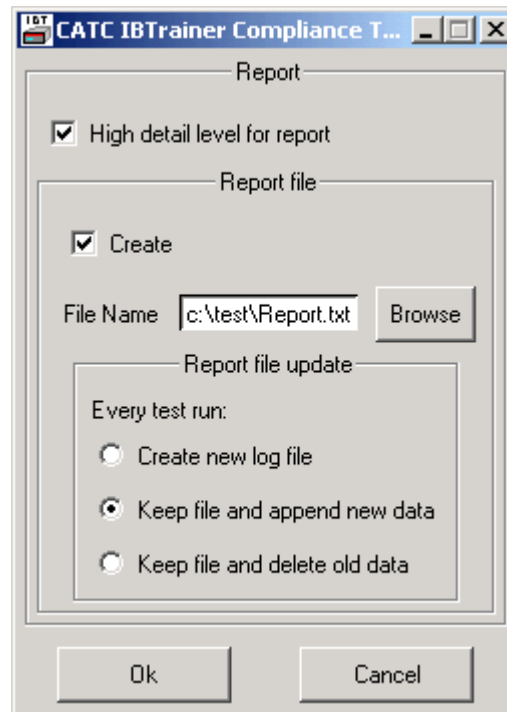 IBT
CATC IBTrainer Compliance T...
Report
High detail level for report
Report file
Create
File Name c:\test\Report.txt Browse
Report file update
Every test run:
Create new log file
Keep file and append new data
Keep file and delete old data
Ok Cancel